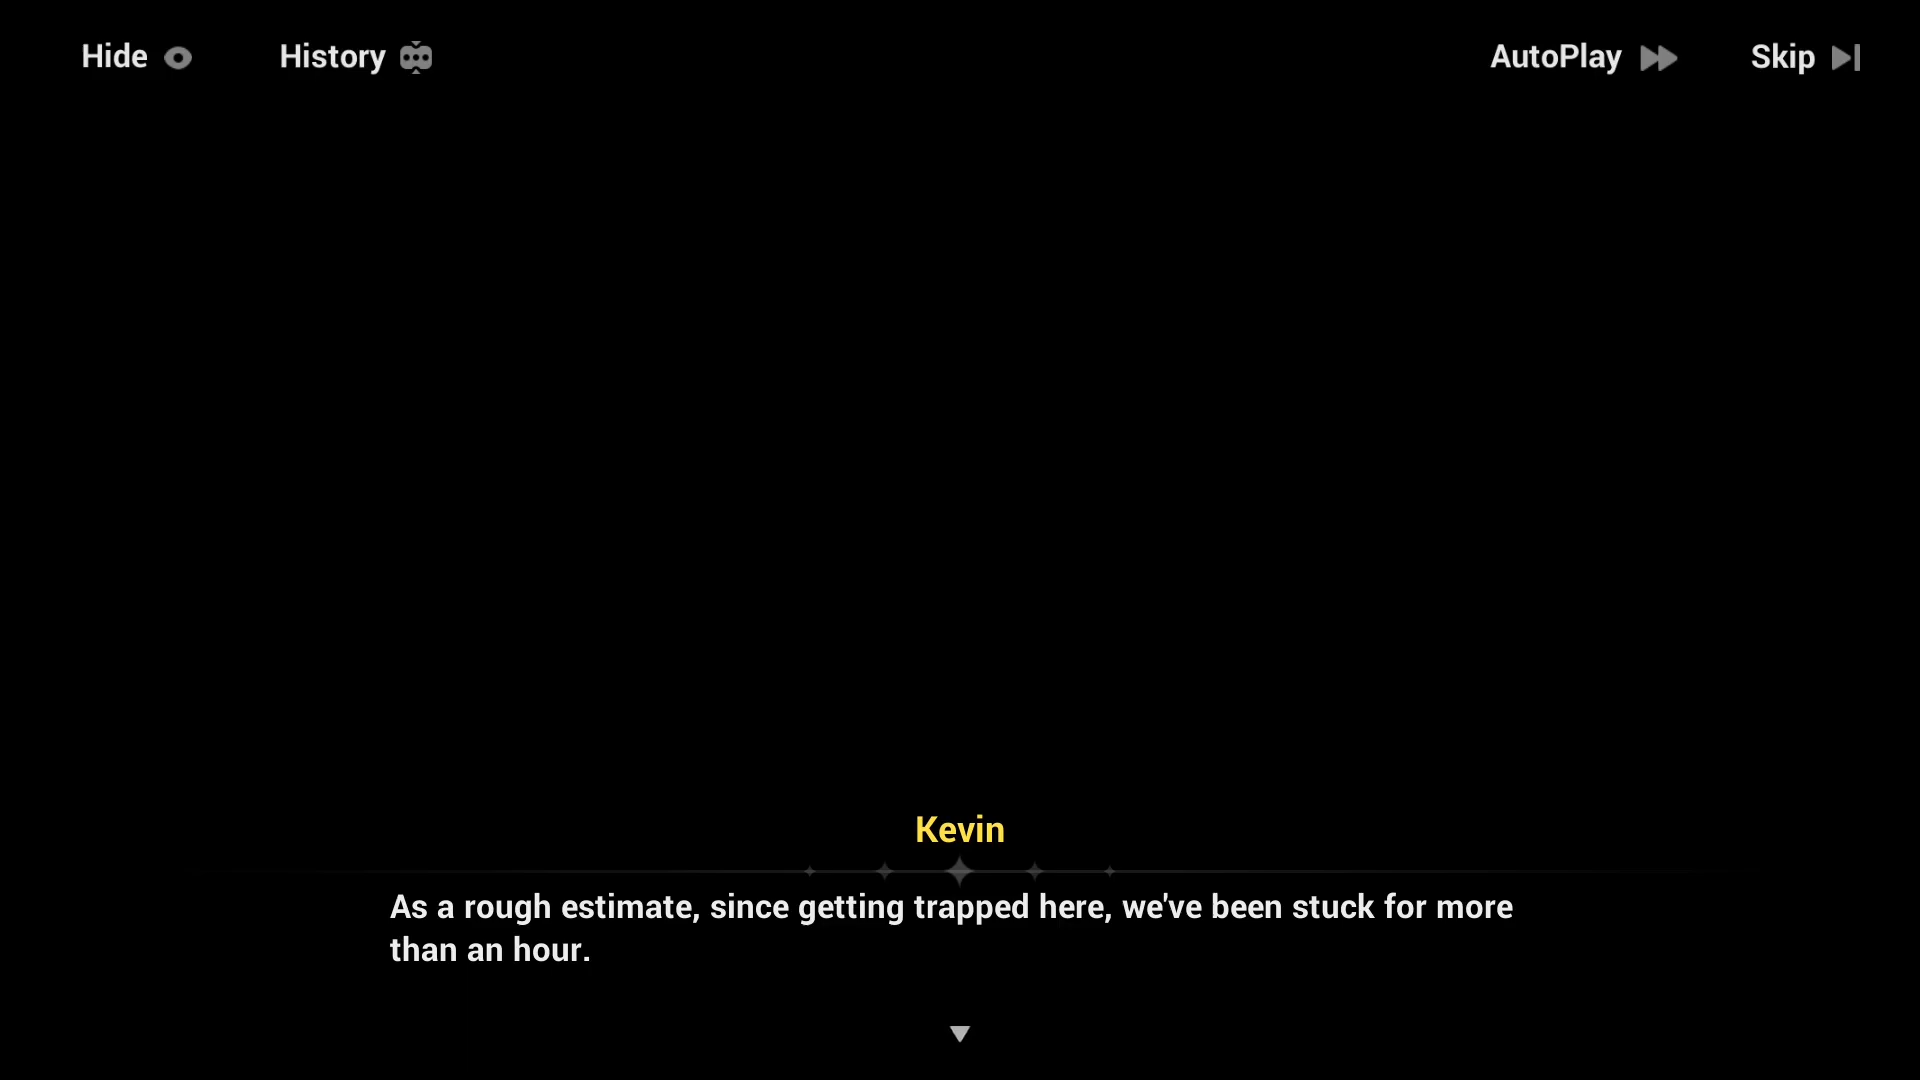 Hide
History
AutoPlay
Skip
Kevin
As a rough estimate, since getting trapped here, we've been stuck for more
than an hour.